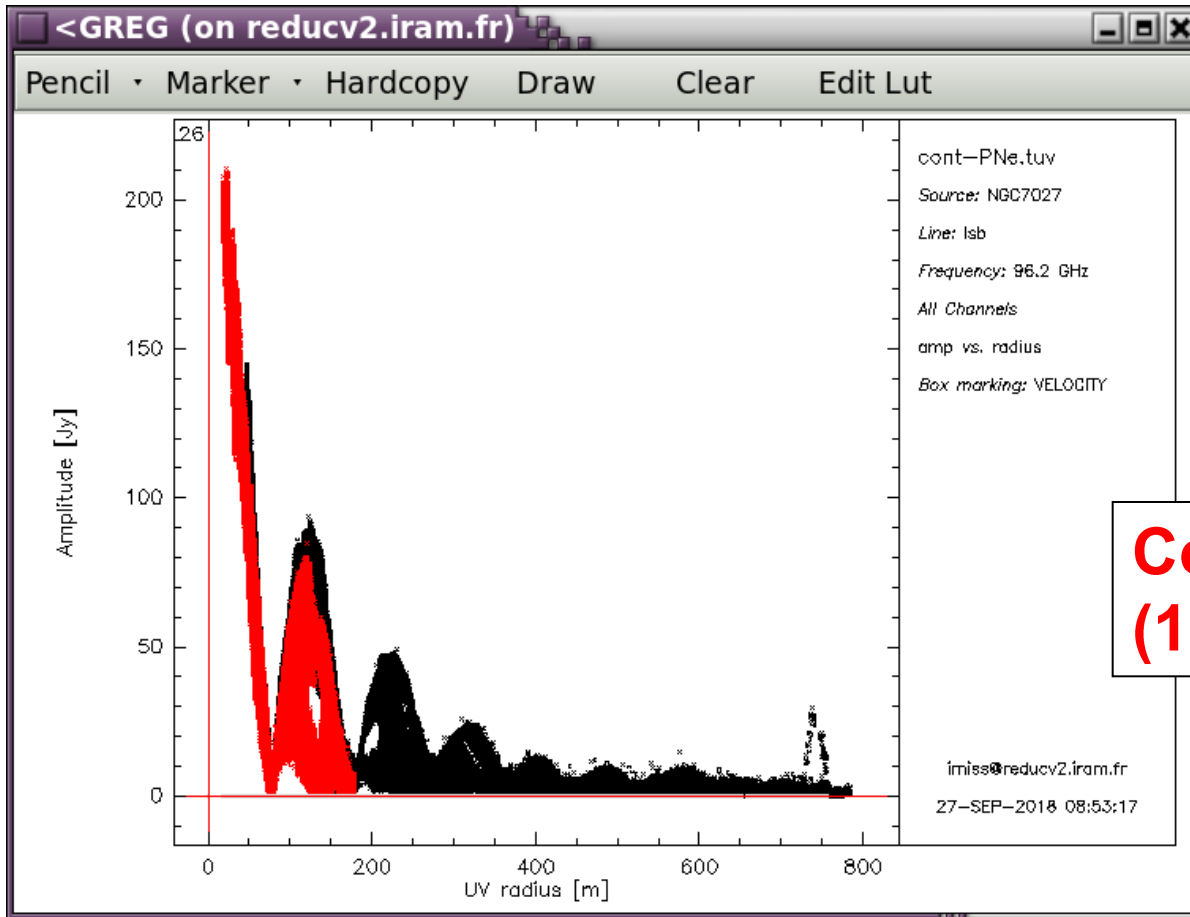 <GREG (on reducv2.iram.fr)
Pencil · Marker · Hardcopy Draw Clear Edit Lut
26
200
150
100
50
0
Amplitude [Jy]
0 200 400 600 800
UV radius [m]
cont-PNe.tuv
Source: NGC7027
Line: lsb
Frequency: 96.2 GHz
All Channels
amp vs. radius
Box marking: VELOCITY
(1
imiss@reducv2.iram.fr
27-SEP-2018 08:53:17